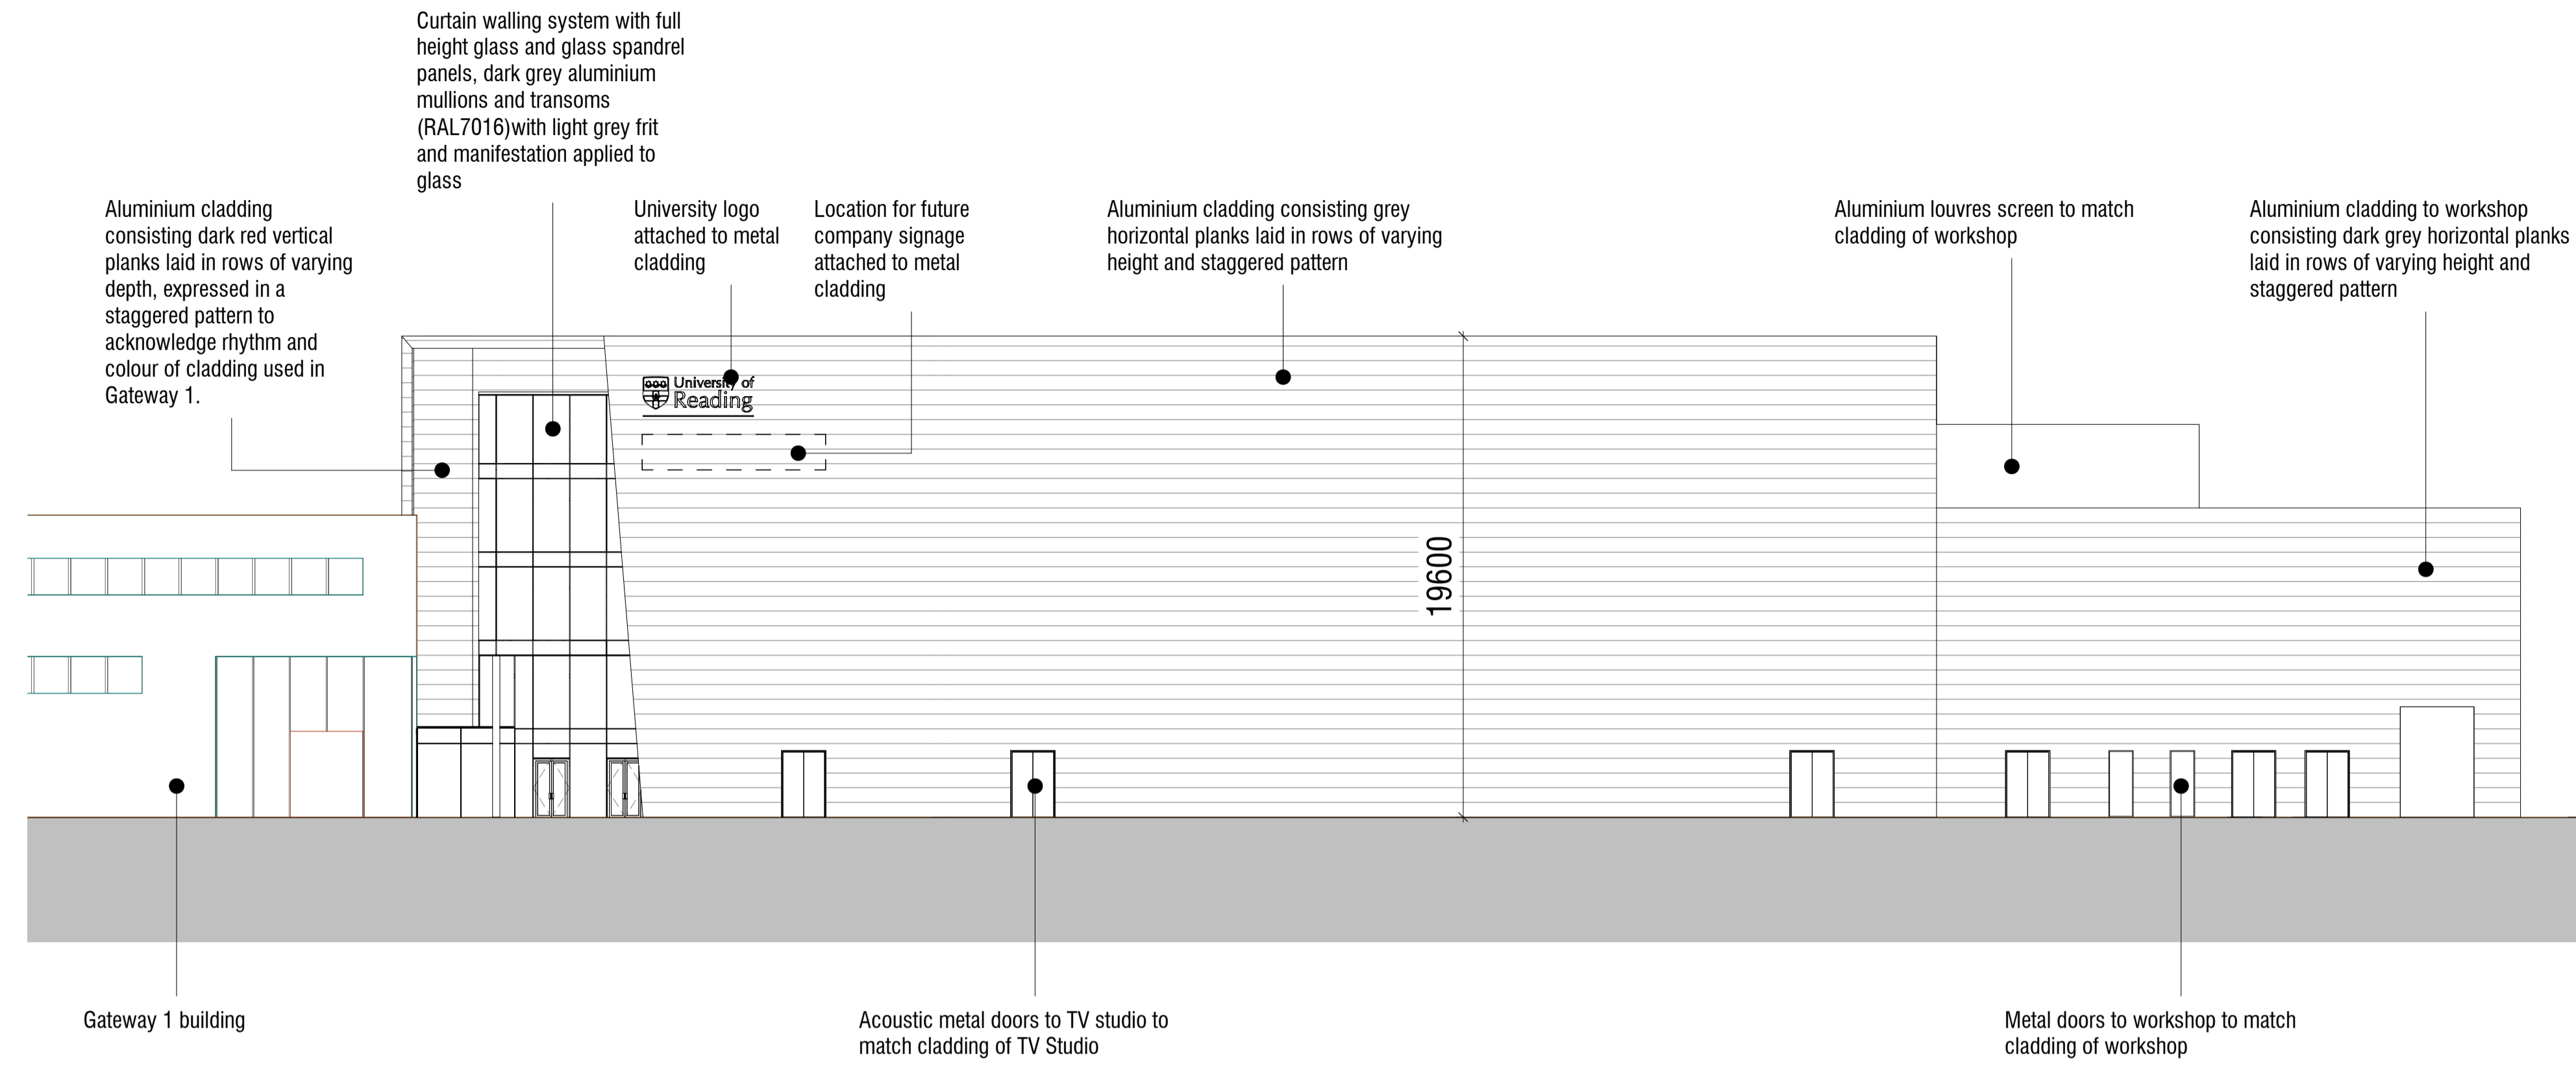 Curtain walling system with full
height glass and glass spandrel
panels, dark grey aluminium
mullions and transoms
(RAL7016)with light grey frit
and manifestation applied to
glass
Aluminium cladding
consisting dark red vertical
planks laid in rows of varying
depth, expressed in a
staggered pattern to
acknowledge rhythm and
colour of cladding used in
Gateway 1.
University logo
attached to metal
cladding
Location for future
company signage
attached to metal
cladding
Aluminium cladding consisting grey
horizontal planks laid in rows of varying
height and staggered pattern
Aluminium louvres screen to match
cladding of workshop
Aluminium cladding to workshop
consisting dark grey horizontal planks
laid in rows of varying height and
staggered pattern
University of
Reading
19600
Gateway 1 building
Acoustic metal doors to TV studio to
match cladding of TV Studio
Metal doors to workshop to match
cladding of workshop